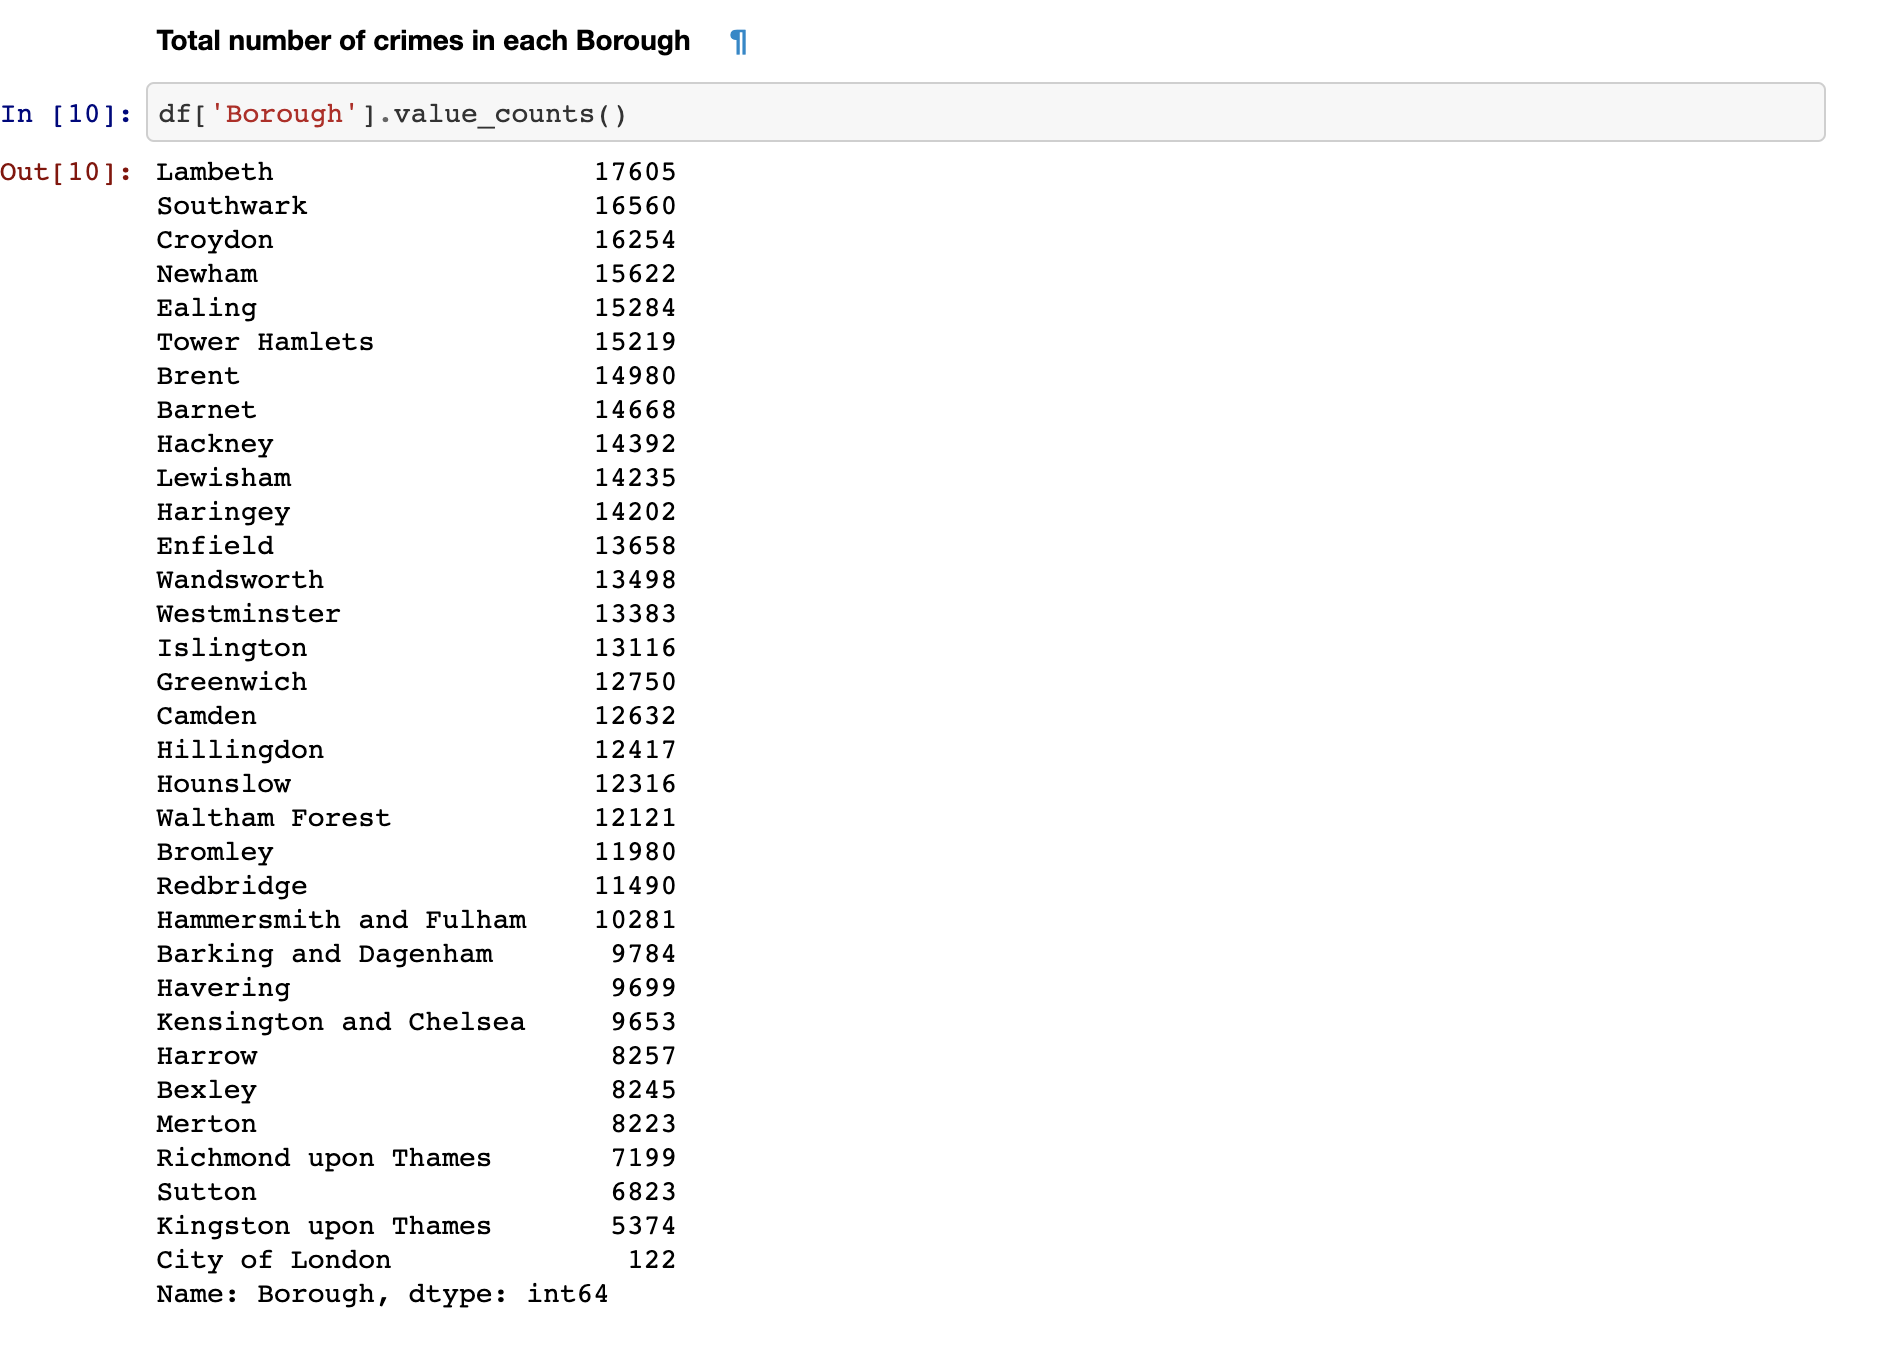 Total number of crimes in each Borough ¶
In [10]: df['Borough'].value_counts()
Out[10]: Lambeth 17605
Southwark 16560
Croydon 16254
Newham 15622
Ealing 15284
Tower Hamlets 15219
Brent 14980
Barnet 14668
Hackney 14392
Lewisham 14235
Haringey 14202
Enfield 13658
Wandsworth 13498
Westminster 13383
Islington 13116
Greenwich 12750
Camden 12632
Hillingdon 12417
Hounslow 12316
Waltham Forest 12121
Bromley 11980
Redbridge 11490
Hammersmith and Fulham 10281
Barking and Dagenham 9784
Havering 9699
Kensington and Chelsea 9653
Harrow 8257
Bexley 8245
Merton 8223
Richmond upon Thames 7199
Sutton 6823
Kingston upon Thames 5374
City of London 122
Name: Borough, dtype: int64